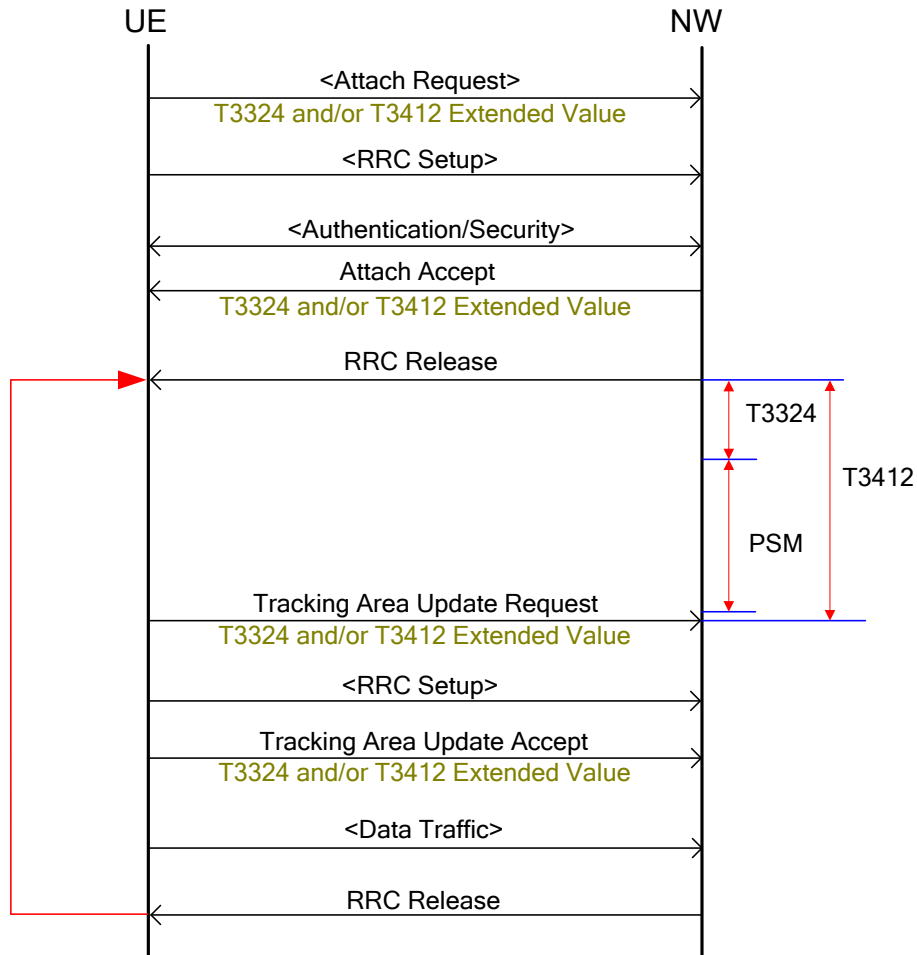 UE
NW
<Attach Request>
T3324 and/or T3412 Extended Value
<RRC Setup>
<Authentication/Security>
Attach Accept
T3324 and/or T3412 Extended Value
RRC Release
T3324
T3412
PSM
Tracking Area Update Request
T3324 and/or T3412 Extended Value
<RRC Setup>
Tracking Area Update Accept
T3324 and/or T3412 Extended Value
<Data Traffic>
RRC Release